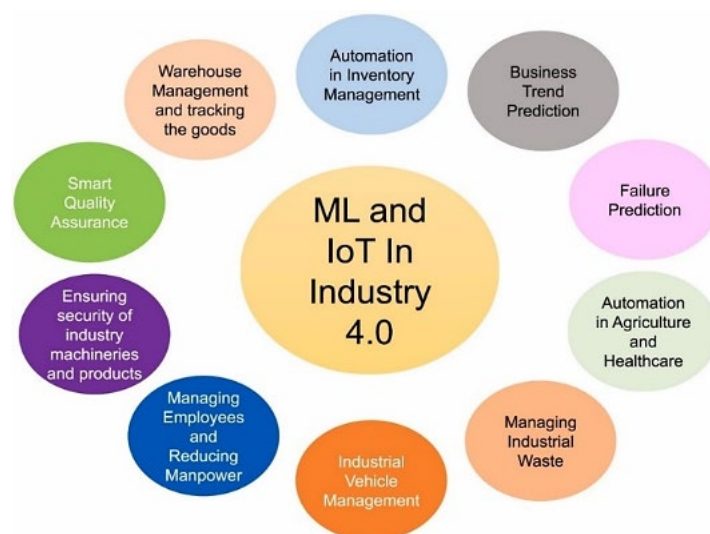 Automation
in Inventory
Management
Business
Trend
Prediction
Failure
Prediction
Automation
in Agriculture
and
Healthcare
Managing
Industrial
Waste
Industrial
Vehicle
Management
Managing
Employees
and
Reducing
Manpower
Ensuring
security of
industry
machineries
and products
Smart
Quality
Assurance
Warehouse
Management
and tracking
the goods
ML and
IoT In
Industry
4.0